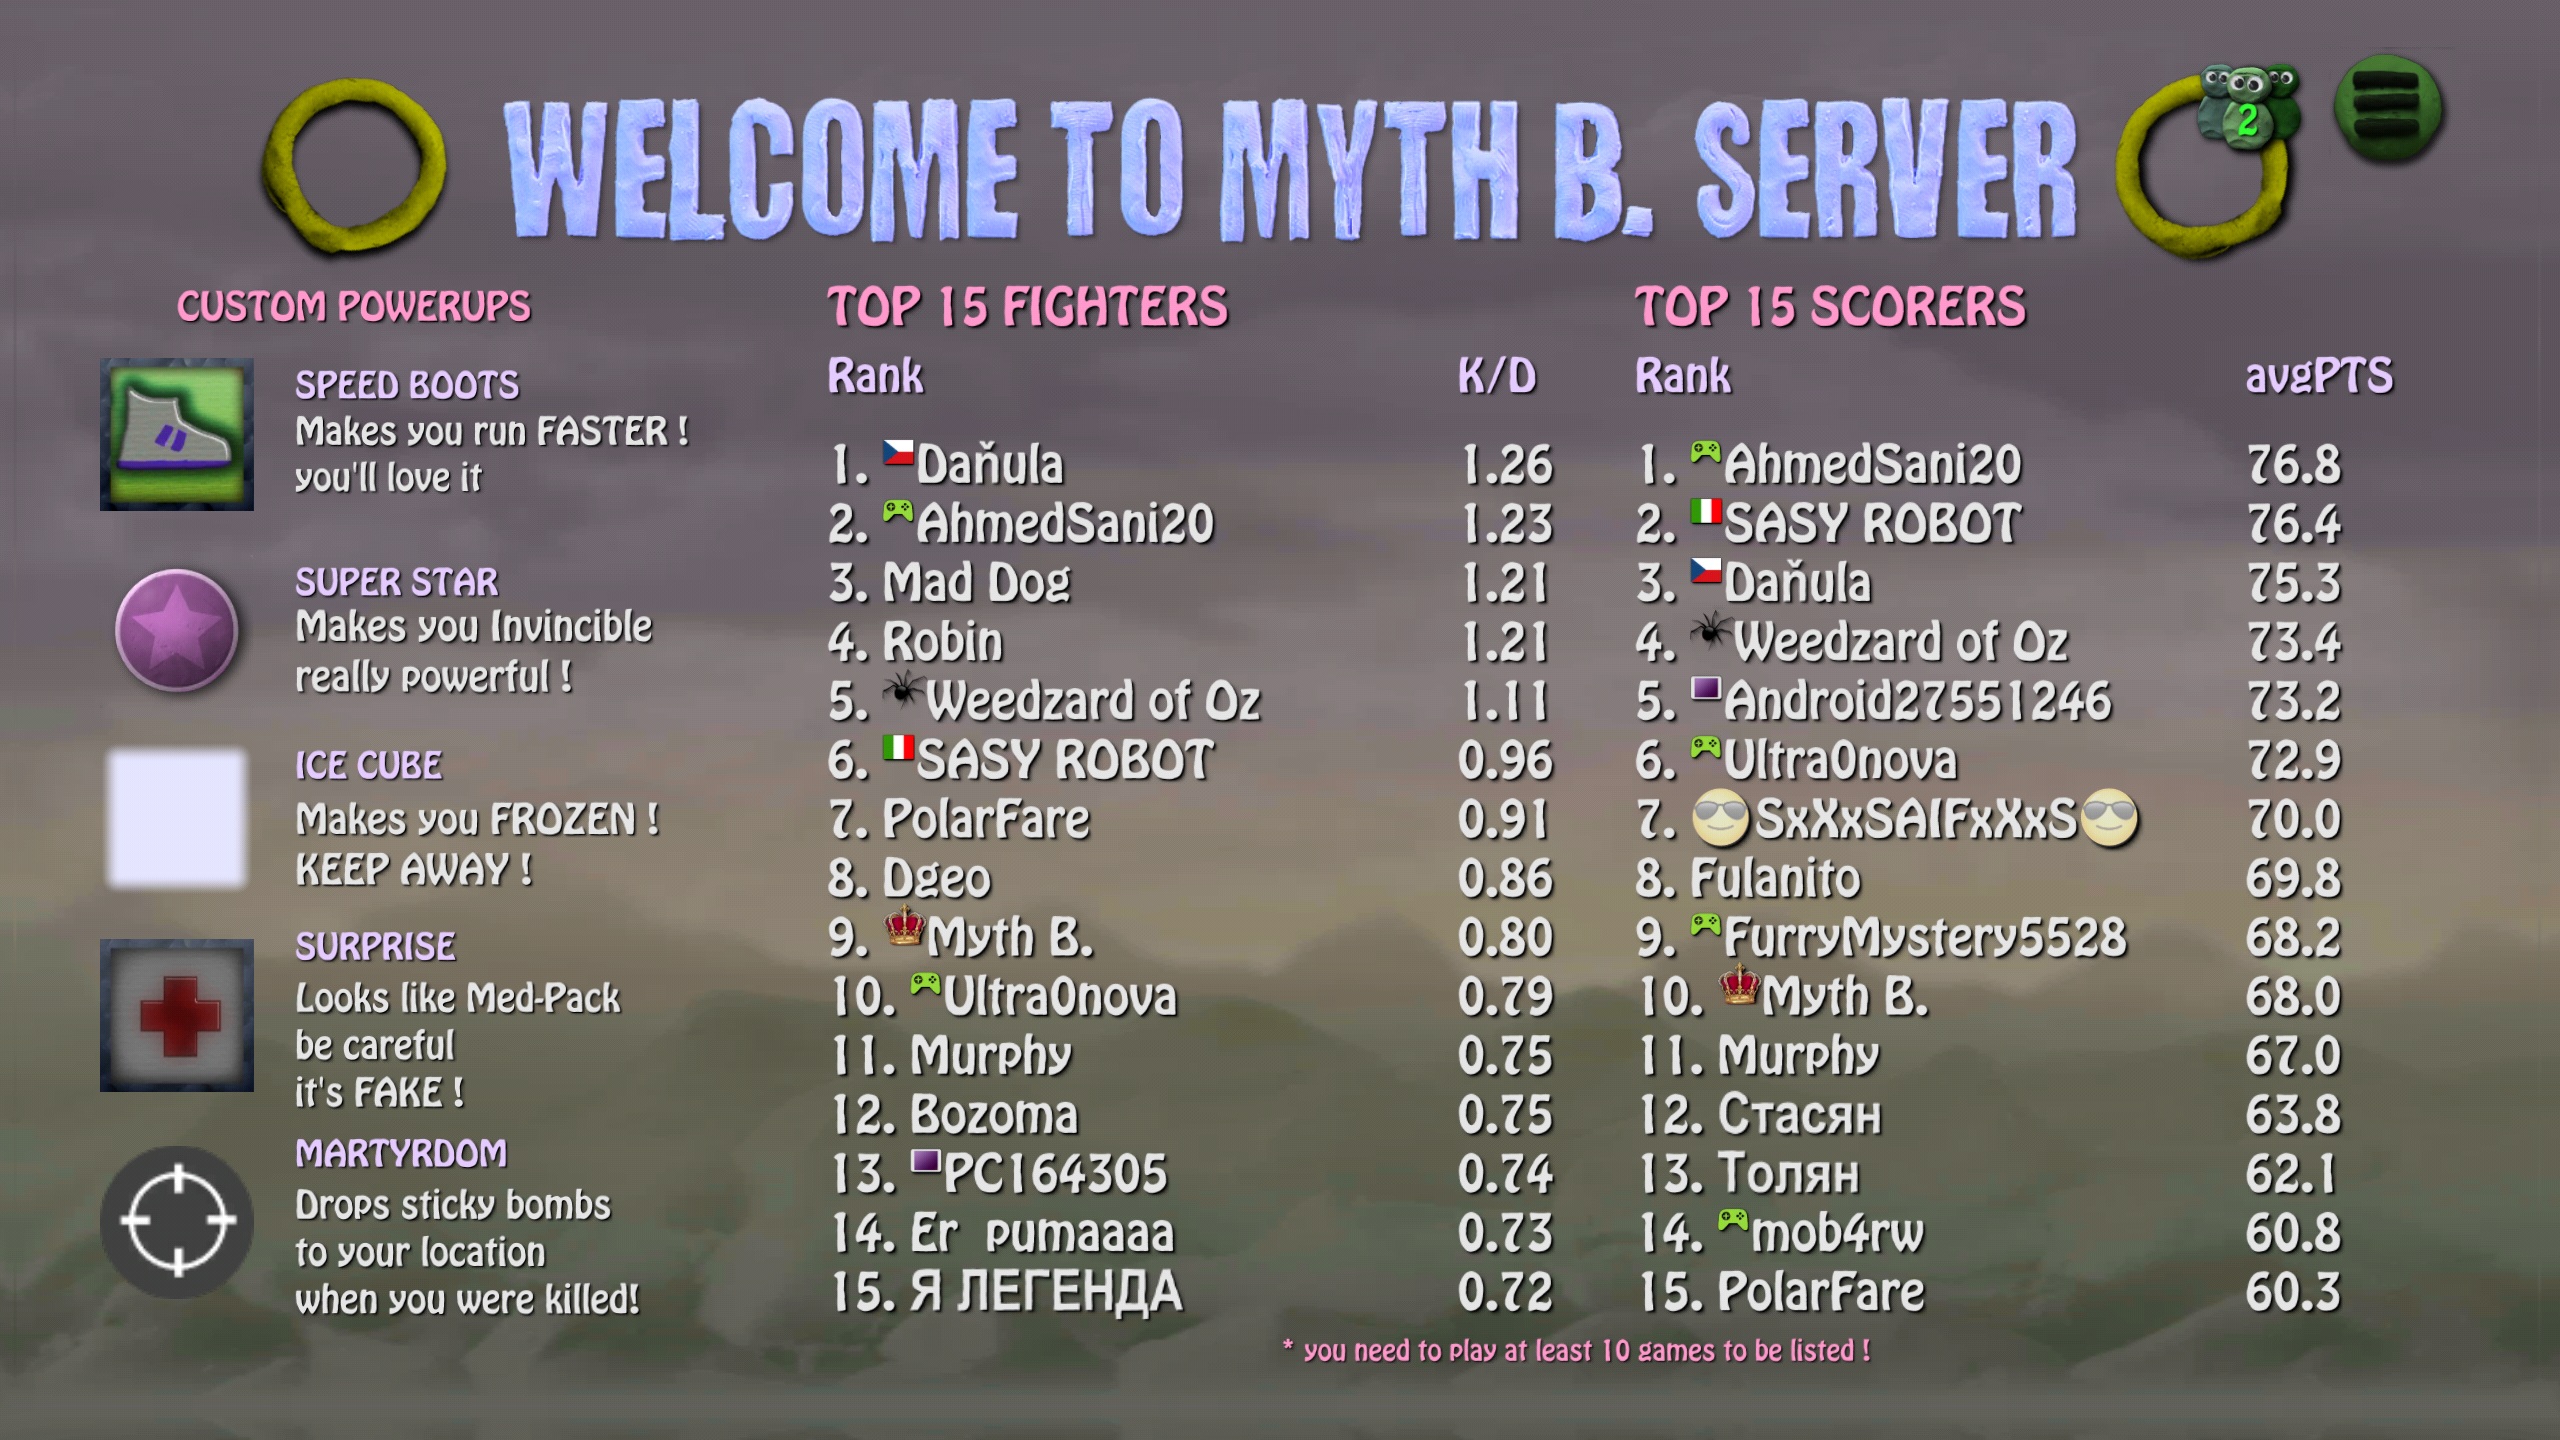 WELCOME TO MYTH B. SERVER
2
CUSTOM POWERUPS
SPEED BOOTS
Makes you run FASTER !
you'll love it
SUPER STAR
Makes you Invincible
really powerful !
ICE CUBE
Makes you FROZEN !
KEEP AWAY !
SURPRISE
Looks like Med-Pack
be careful
it's FAKE !
MARTYRDOM
Drops sticky bombs
to your location
when you were killed!
TOP 15 FIGHTERS
Rank K/D
1. Daňula 1.26
2. AhmedSani20 1.23
3. Mad Dog 1.21
4. Robin 1.21
5. Weedzard of Oz 1.11
6. SASY ROBOT 0.96
7. PolarFare 0.91
8. Dgeo 0.86
9. Myth B. 0.80
10. Ultra0nova 0.79
11. Murphy 0.75
12. Bozoma 0.75
13. PC164305 0.74
14. Er  pumaaaa 0.73
15. Я ЛЕГЕНДА 0.72
TOP 15 SCORERS
Rank avgPTS
1. AhmedSani20 76.8
2. SASY ROBOT 76.4
3. Daňula 75.3
4. Weedzard of Oz 73.4
5. Android27551246 73.2
6. Ultra0nova 72.9
7. 😎SxXxSAIFxXxS😎 70.0
8. Fulanito 69.8
9. FurryMystery5528 68.2
10. Myth B. 68.0
11. Murphy 67.0
12. Стасян 63.8
13. Толян 62.1
14. mob4rw 60.8
15. PolarFare 60.3
* you need to play at least 10 games to be listed !